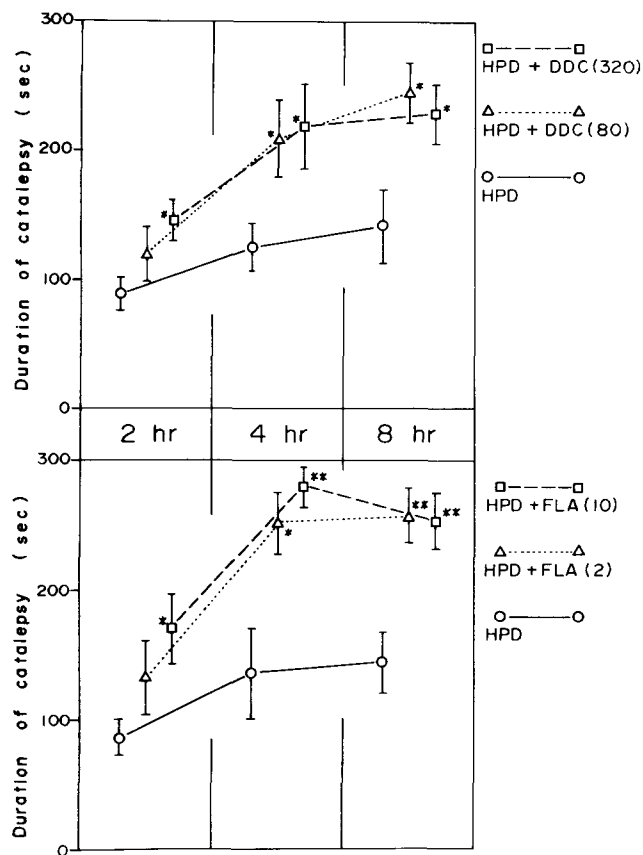 300
200
100
0
Duration of catalepsy (sec)
*
*
*
*
*
HPD + DDC(320)
HPD + DDC(80)
HPD
2 hr
4 hr
8 hr
300
200
100
0
Duration of catalepsy (sec)
*
**
*
**
**
HPD + FLA (10)
HPD + FLA (2)
HPD